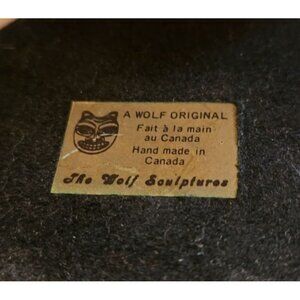 A WOLF ORIGINAL
Fait à la main
au Canada
Hand made in
Canada
The Wolf Sculptures